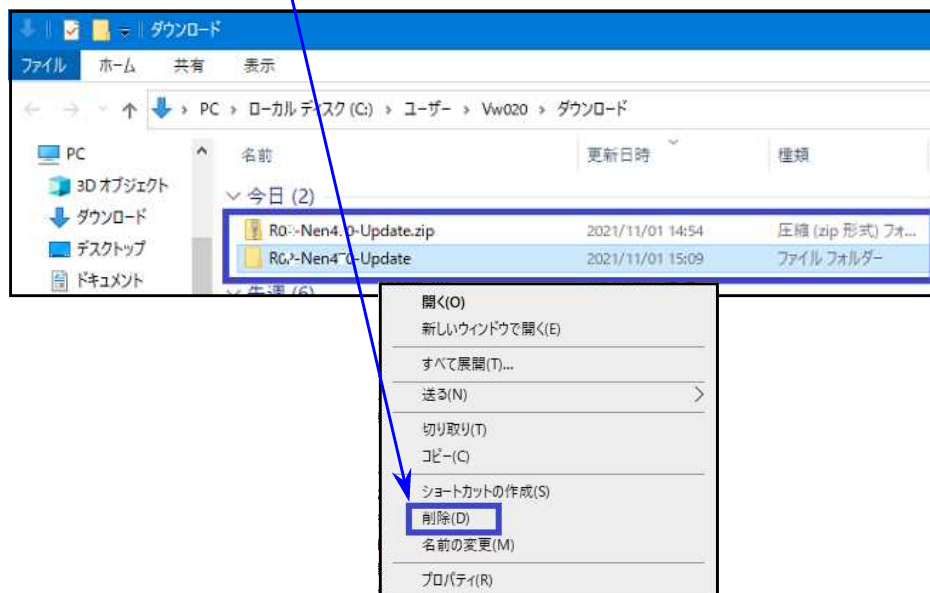 ダウンロード
ファイル ホーム 共有 表示
PC › ローカル ディスク (C:) › ユーザー › Vw020 › ダウンロード
PC
3D オブジェクト
ダウンロード
デスクトップ
ドキュメント
名前 更新日時 種類
今日 (2)
2021/11/01 14:54 圧縮 (zip 形式) フォ...
2021/11/01 15:09 ファイル フォルダー
先週 (6)
開く(O)
新しいウィンドウで開く(E)
すべて展開(T)...
送る(N)
切り取り(T)
コピー(C)
ショートカットの作成(S)
削除(D)
名前の変更(M)
プロパティ(R)